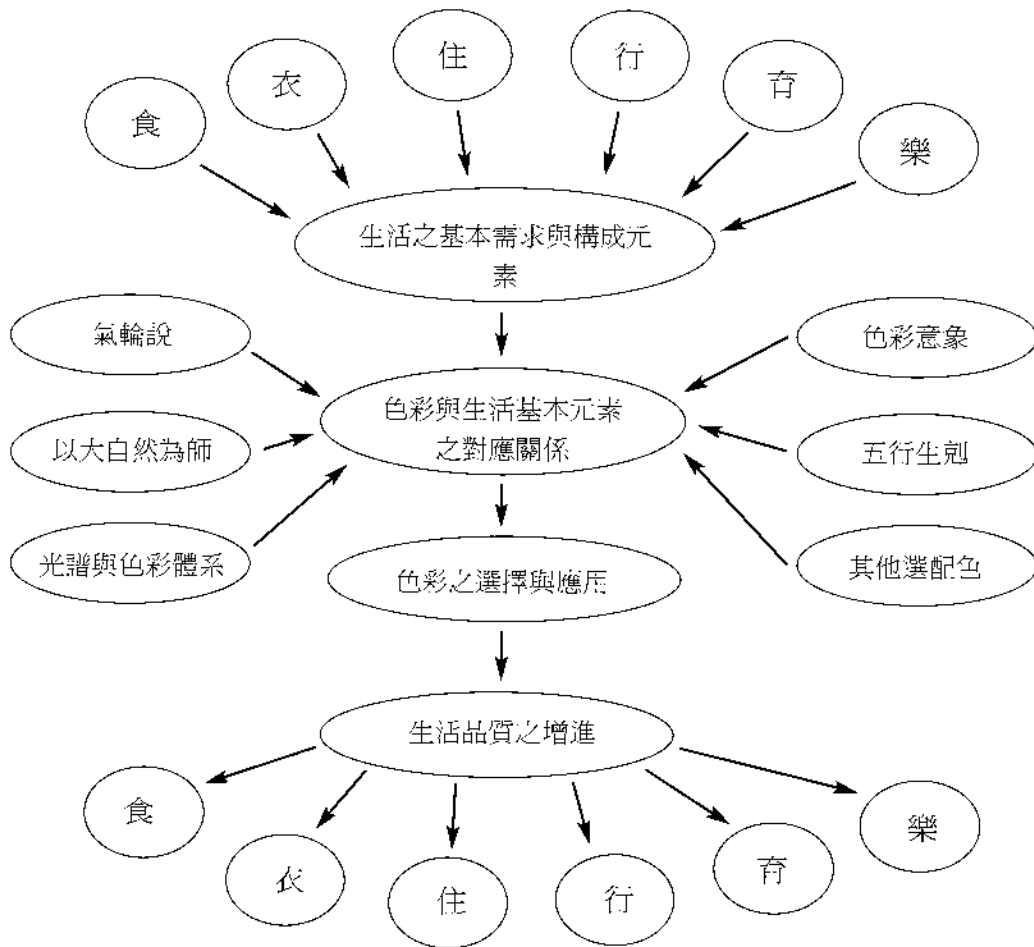 食
衣
住
行
育
樂
生活之基本需求與構成元
素
氣輪說
色彩意象
色彩與生活基本元素
之對應關係
以大自然為師
五行生剋
光譜與色彩體系
其他選配色
色彩之選擇與應用
生活品質之增進
食
衣
住
行
育
樂